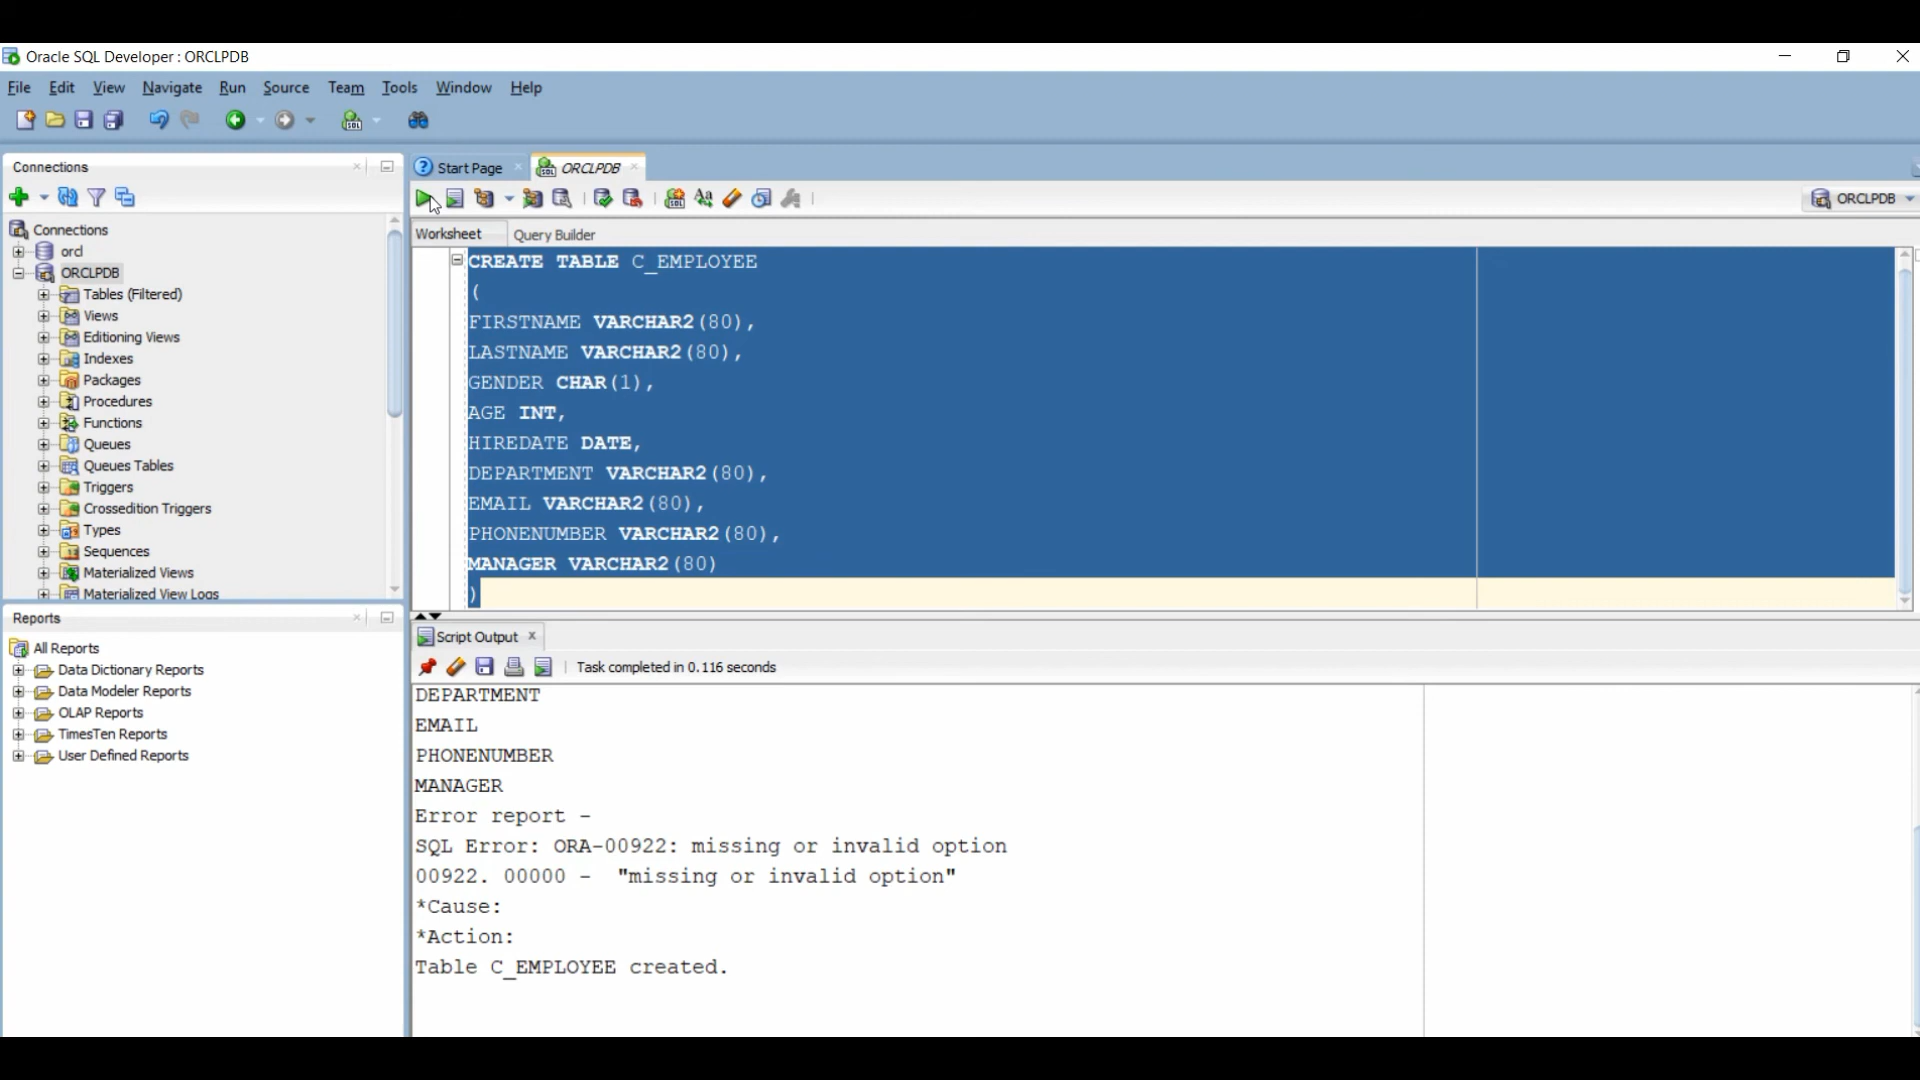 Oracle SQL Developer : ORCLPDB
File Edit View Navigate Run Source Team Tools Window Help
Connections
Start Page
ORCLPDB
ORCLPDB
Worksheet
Query Builder
Connections
orcl
ORCLPDB
Tables (Filtered)
Views
Editioning Views
Indexes
Packages
Procedures
Functions
Queues
Queues Tables
Triggers
Crossedition Triggers
Types
Sequences
Materialized Views
Materialized View Logs
CREATE TABLE C_EMPLOYEE
(
FIRSTNAME VARCHAR2(80),
LASTNAME VARCHAR2(80),
GENDER CHAR(1),
AGE INT,
HIREDATE DATE,
DEPARTMENT VARCHAR2(80),
EMAIL VARCHAR2(80),
PHONENUMBER VARCHAR2(80),
MANAGER VARCHAR2(80)
)
Reports
All Reports
Data Dictionary Reports
Data Modeler Reports
OLAP Reports
TimesTen Reports
User Defined Reports
Script Output
Task completed in 0.116 seconds
DEPARTMENT
EMAIL
PHONENUMBER
MANAGER
Error report -
SQL Error: ORA-00922: missing or invalid option
00922. 00000 - "missing or invalid option"
*Cause:
*Action:
Table C_EMPLOYEE created.